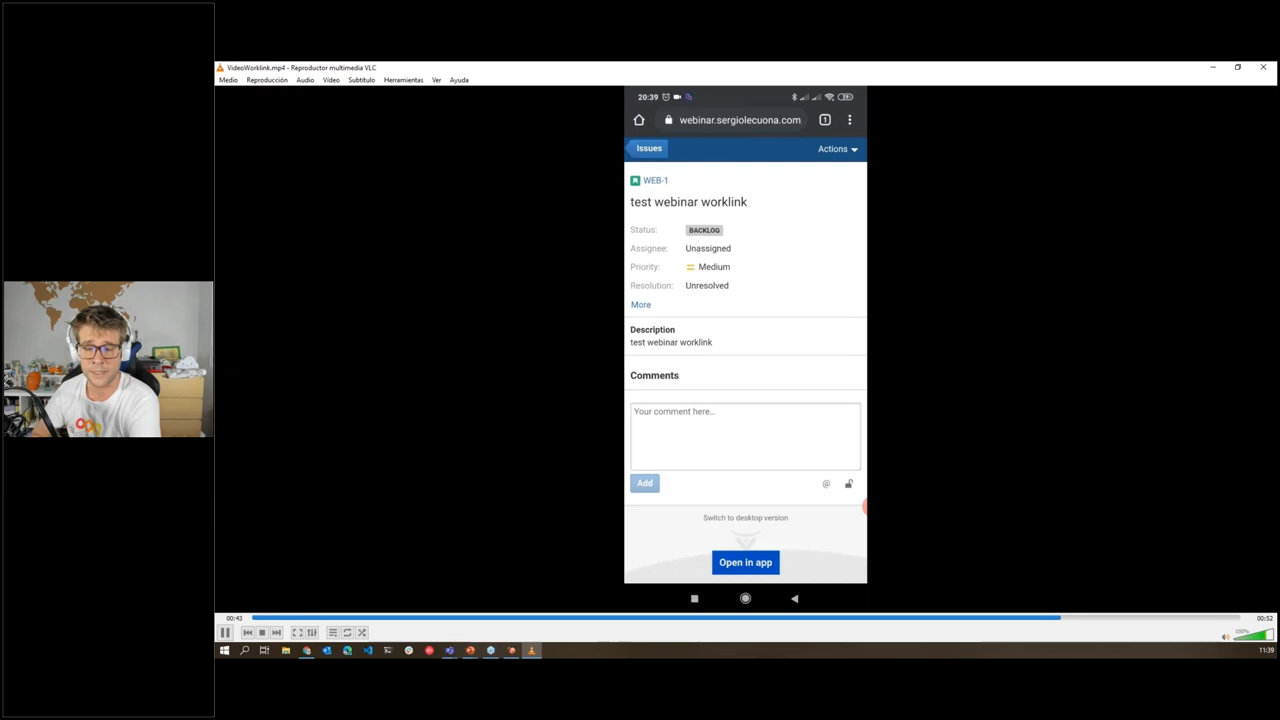 VideoWorklink.mp4 - Reproductor multimedia VLC
Medio Reproducción Audio Vídeo Subtítulo Herramientas Ver Ayuda
20:39
webinar.sergiolecuona.com 1
Issues Actions
WEB-1
test webinar worklink
Status: BACKLOG
Assignee: Unassigned
Priority: Medium
Resolution: Unresolved
More
Description
test webinar worklink
Comments
Your comment here...
Add @
Switch to desktop version
Open in app
00:43 00:52
100%
11:39